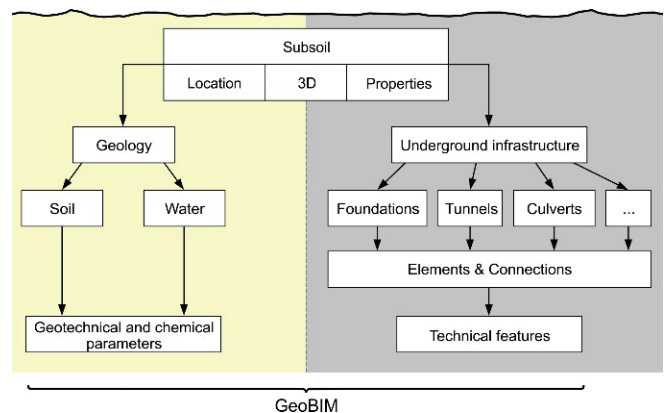 Subsoil
Location 3D Properties
Geology
Underground infrastructure
Soil
Water
Foundations
Tunnels
Culverts
...
Elements & Connections
Geotechnical and chemical
parameters
Technical features
GeoBIM